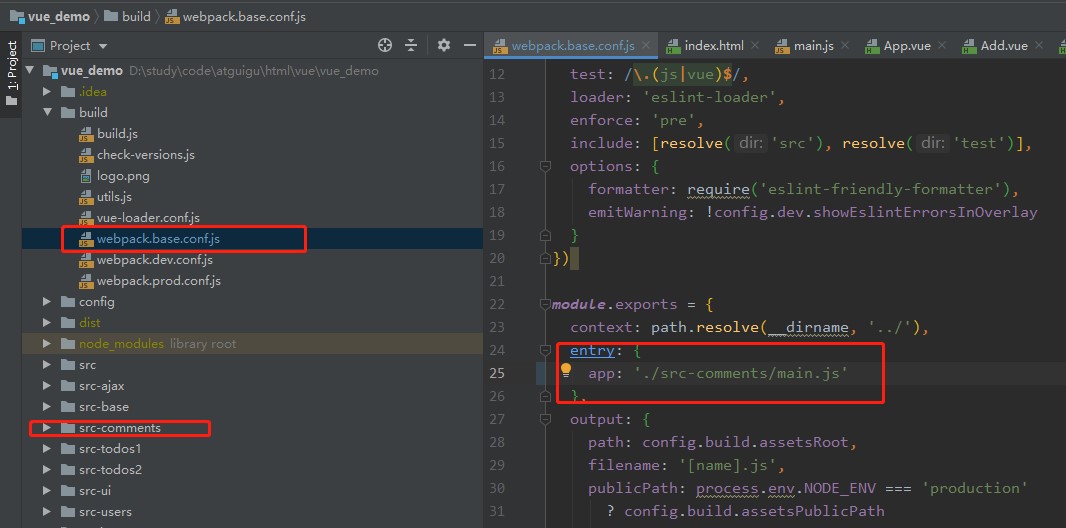 vue_demo build webpack.base.conf.js
1: Project
Project
vue_demo D:\study\code\atguigu\html\vue\vue_demo
.idea
build
build.js
check-versions.js
logo.png
utils.js
vue-loader.conf.js
webpack.base.conf.js
webpack.dev.conf.js
webpack.prod.conf.js
config
dist
node_modules library root
src
src-ajax
src-base
src-comments
src-todos1
src-todos2
src-ui
src-users
webpack.base.conf.js index.html main.js App.vue Add.vue
12 test: /\.(js|vue)$/,
13 loader: 'eslint-loader',
14 enforce: 'pre',
15 include: [resolve( dir: 'src'), resolve( dir: 'test')],
16 options: {
17 formatter: require('eslint-friendly-formatter'),
18 emitWarning: !config.dev.showEslintErrorsInOverlay
19 }
20 })
21
22 module.exports = {
23 context: path.resolve(__dirname, '../'),
24 entry: {
25 app: './src-comments/main.js'
26 },
27 output: {
28 path: config.build.assetsRoot,
29 filename: '[name].js',
30 publicPath: process.env.NODE_ENV === 'production'
31 ? config.build.assetsPublicPath